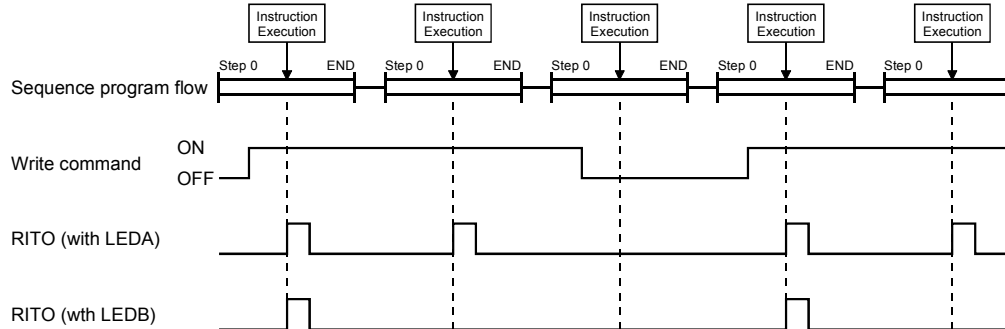 Instruction Execution Instruction Execution Instruction Execution Instruction Execution Instruction Execution
Step 0 END Step 0 END Step 0 END Step 0 END Step 0
Sequence program flow
ON
Write command
OFF
RITO (with LEDA)
RITO (wth LEDB)